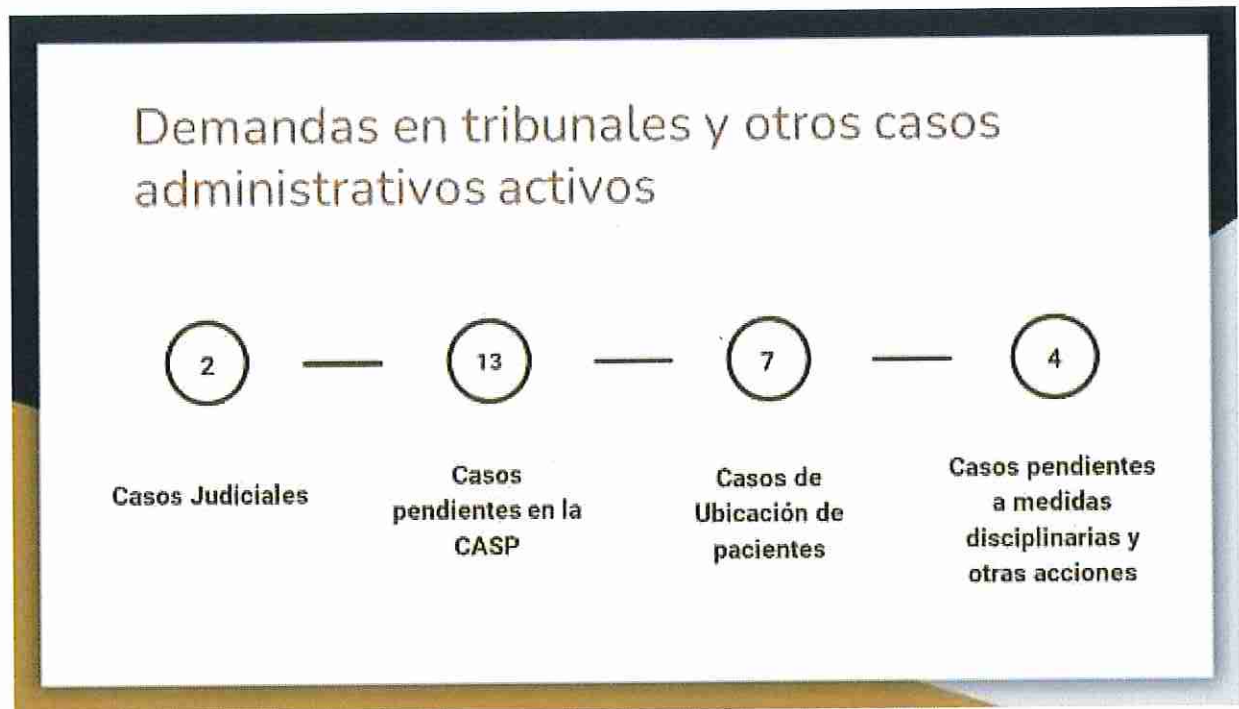 Demandas en tribunales y otros casos
administrativos activos
2
13
7
4
Casos Judiciales
Casos
pendientes en la
CASP
Casos de
Ubicación de
pacientes
Casos pendientes
a medidas
disciplinarias y
otras acciones